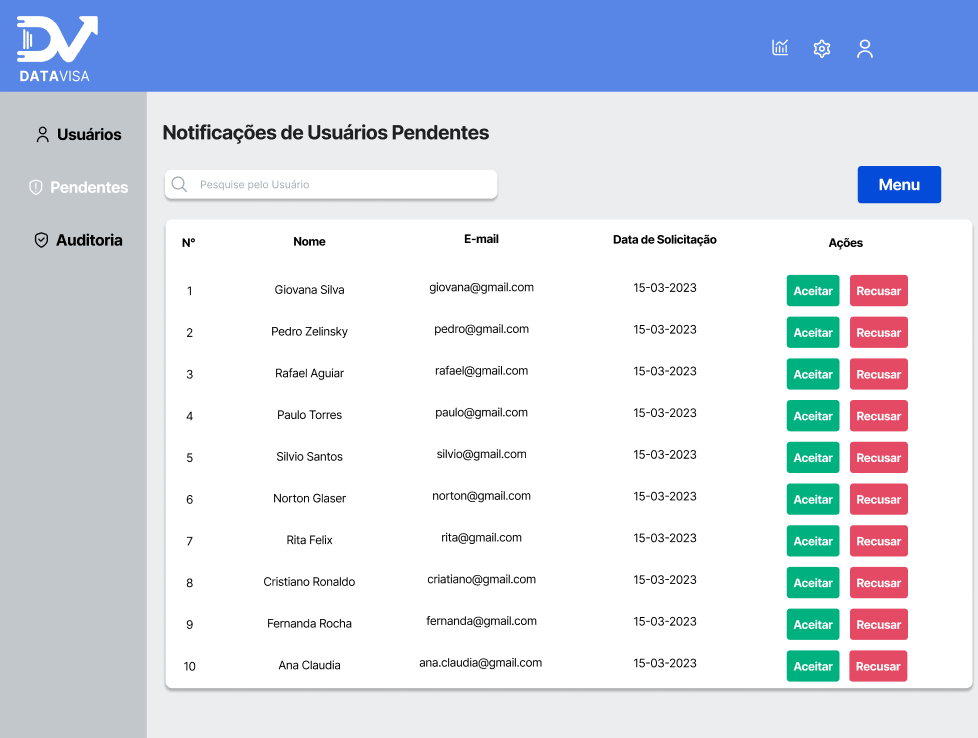 DV
DATAVISA
Usuários
Pendentes
Auditoria
Notificações de Usuários Pendentes
Pesquise pelo Usuário
Menu
Nº Nome E-mail Data de Solicitação Ações
1 Giovana Silva giovana@gmail.com 15-03-2023 Aceitar Recusar
2 Pedro Zelinsky pedro@gmail.com 15-03-2023 Aceitar Recusar
3 Rafael Aguiar rafael@gmail.com 15-03-2023 Aceitar Recusar
4 Paulo Torres paulo@gmail.com 15-03-2023 Aceitar Recusar
5 Silvio Santos silvio@gmail.com 15-03-2023 Aceitar Recusar
6 Norton Glaser norton@gmail.com 15-03-2023 Aceitar Recusar
7 Rita Felix rita@gmail.com 15-03-2023 Aceitar Recusar
8 Cristiano Ronaldo criatiano@gmail.com 15-03-2023 Aceitar Recusar
9 Fernanda Rocha fernanda@gmail.com 15-03-2023 Aceitar Recusar
10 Ana Claudia ana.claudia@gmail.com 15-03-2023 Aceitar Recusar